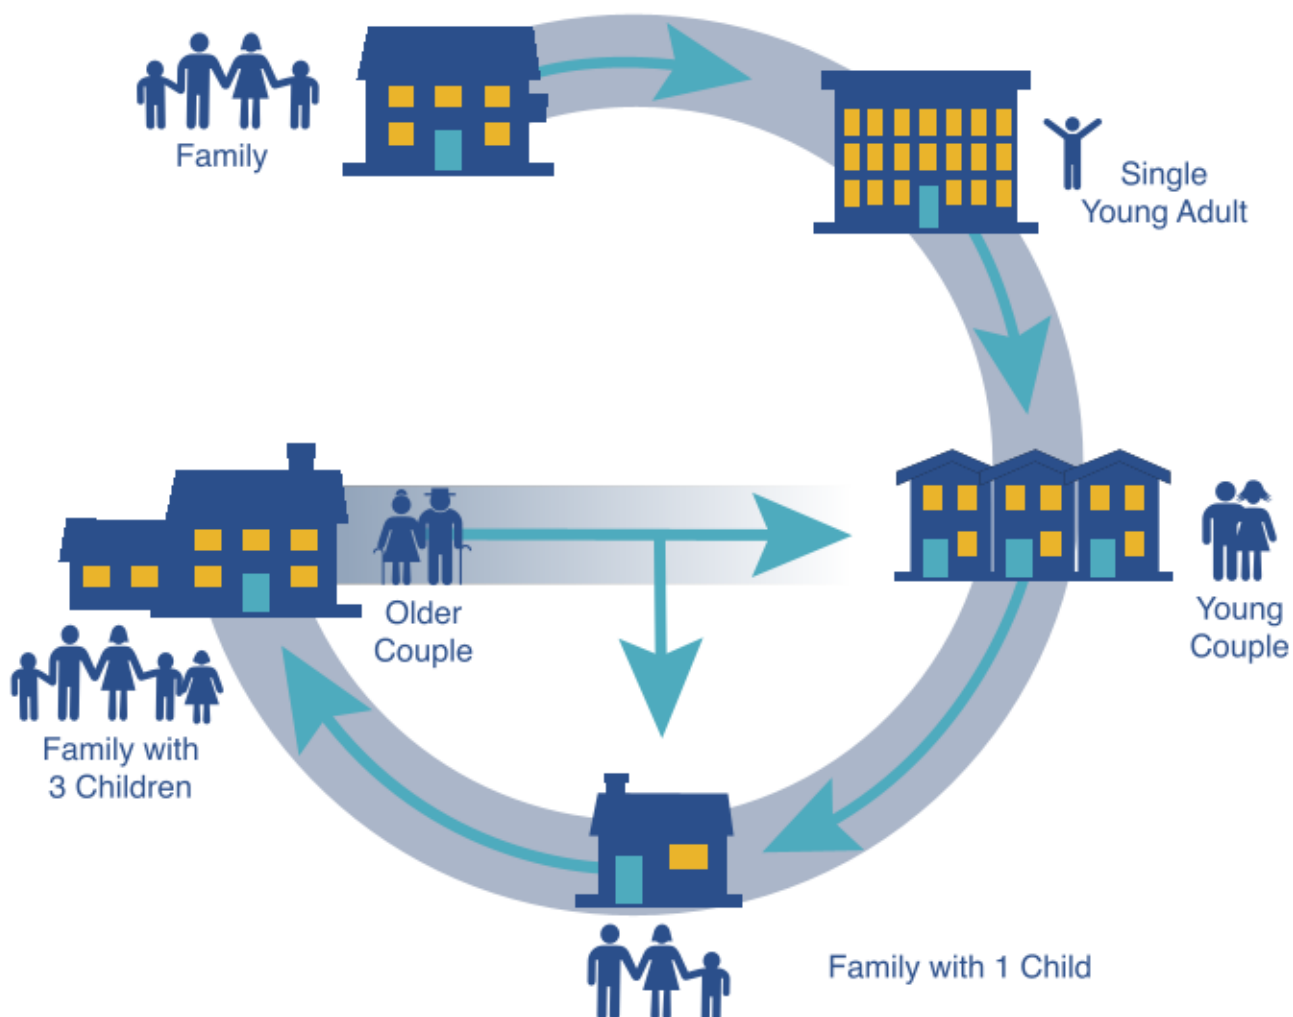 Family
Single
Young Adult
Older
Couple
Young
Couple
Family with
3 Children
Family with 1 Child